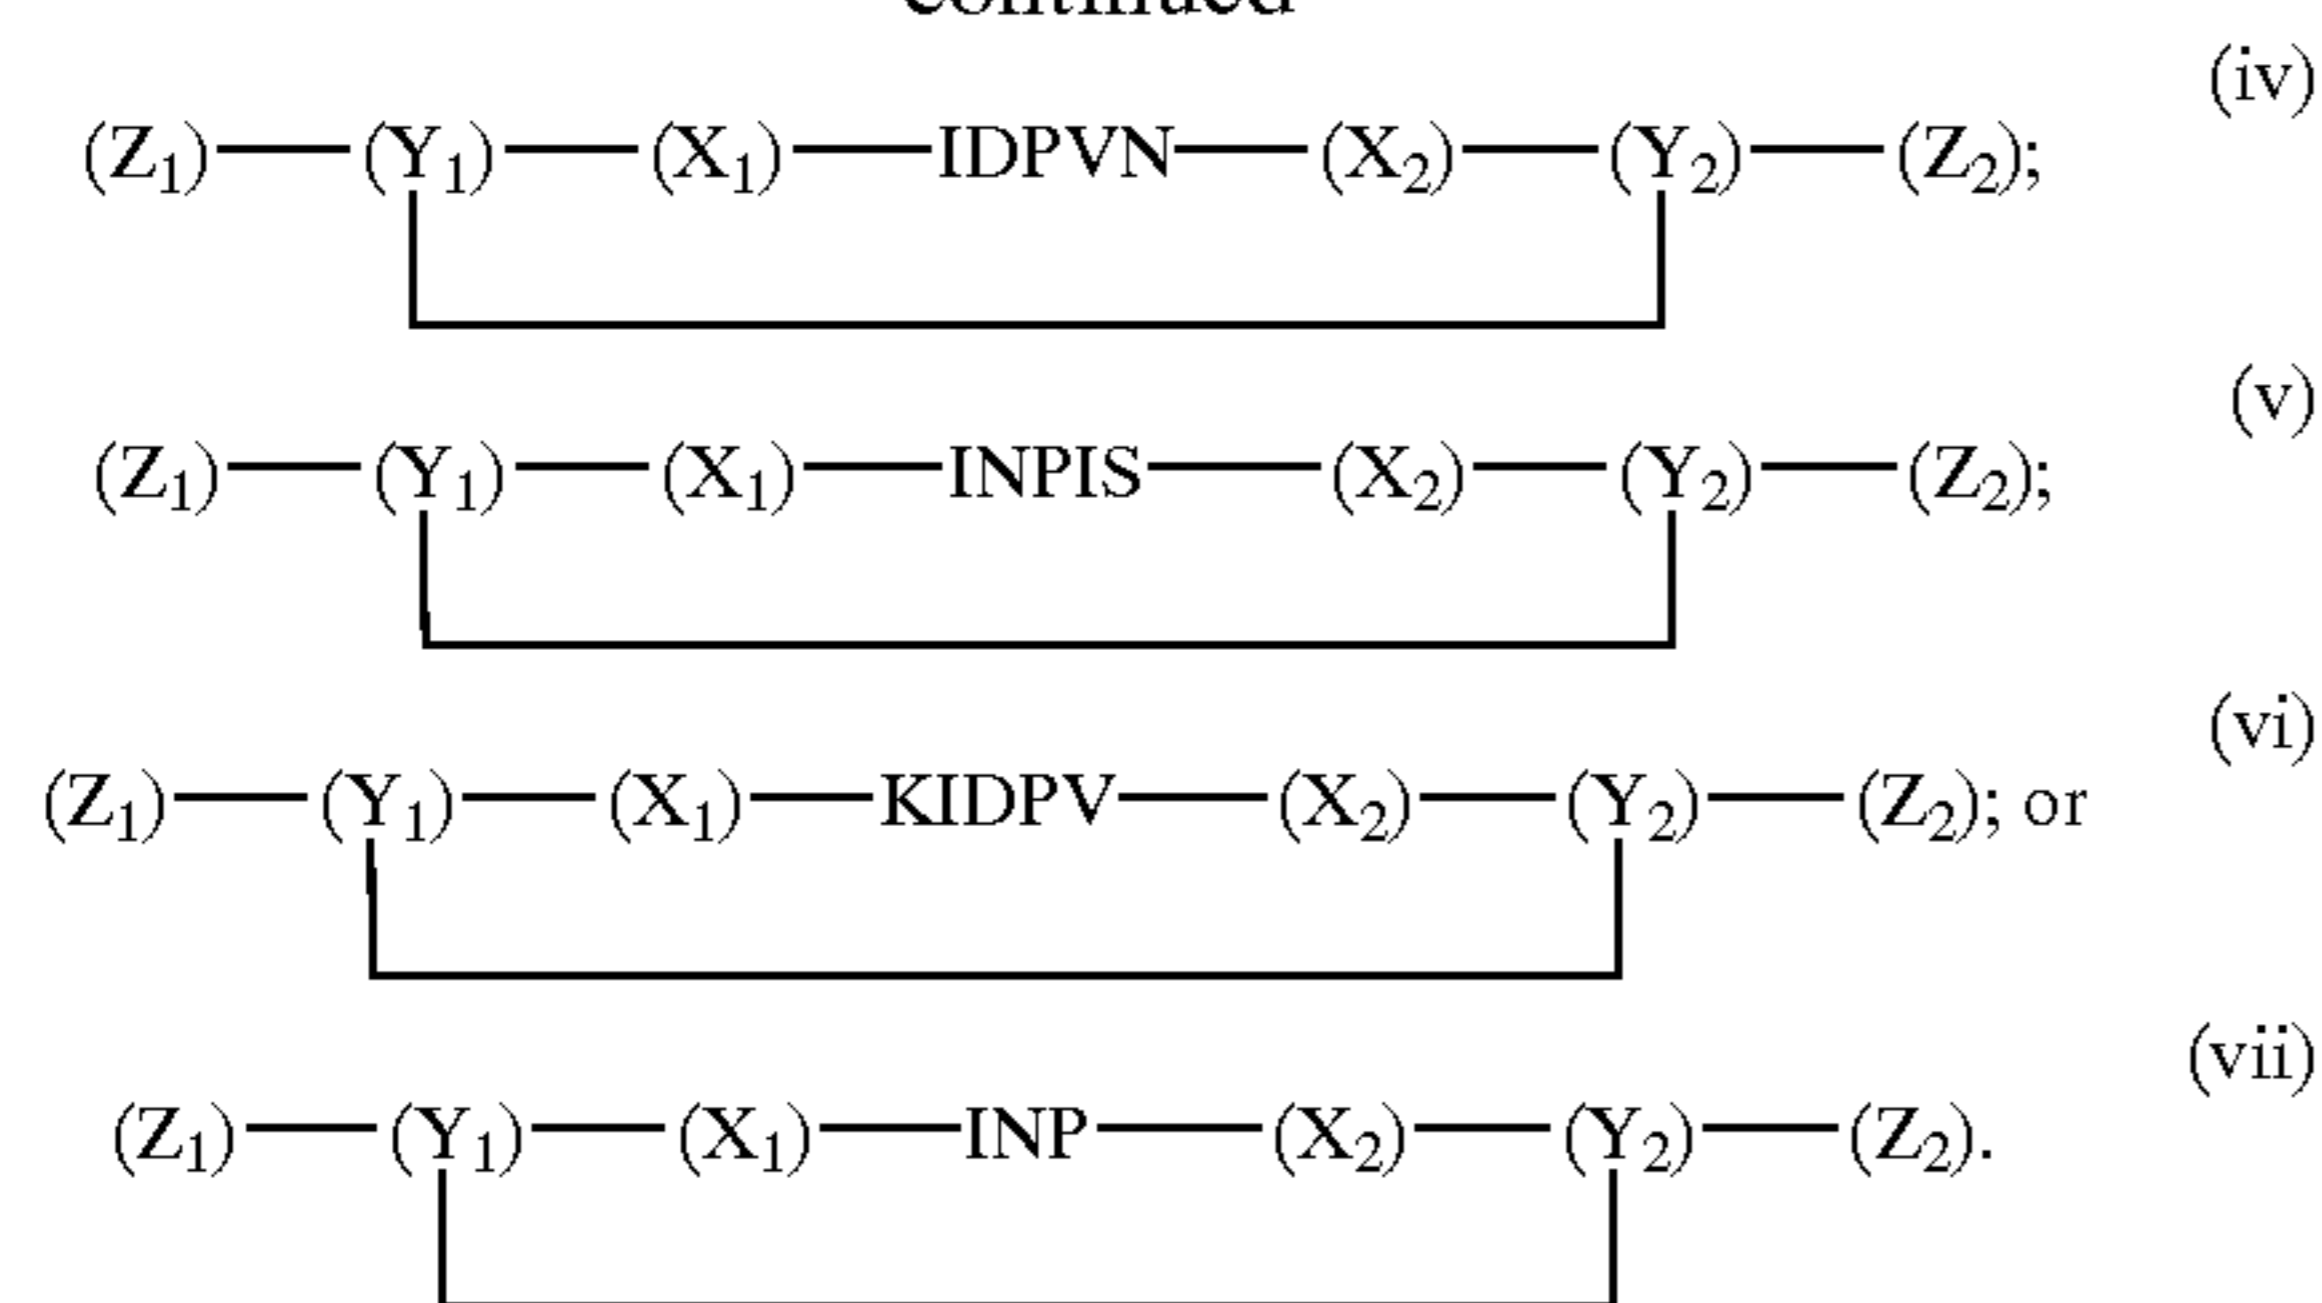 continued
(iv)
(Z₁)—(Y₁)—(X₁)—IDPVN—(X₂)—(Y₂)—(Z₂);
(v)
(Z₁)—(Y₁)—(X₁)—INPIS—(X₂)—(Y₂)—(Z₂);
(vi)
(Z₁)—(Y₁)—(X₁)—KIDPV—(X₂)—(Y₂)—(Z₂); or
(vii)
(Z₁)—(Y₁)—(X₁)—INP—(X₂)—(Y₂)—(Z₂).